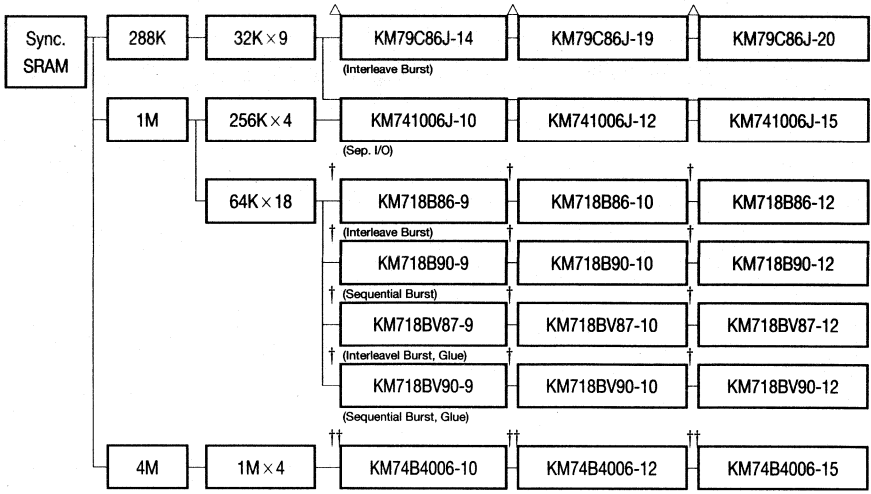 Sync. SRAM
288K
32K × 9
△ KM79C86J-14
△ KM79C86J-19
△ KM79C86J-20
(Interleave Burst)
1M
256K × 4
KM741006J-10
KM741006J-12
KM741006J-15
(Sep. I/O)
64K × 18
† KM718B86-9
† KM718B86-10
† KM718B86-12
(Interleave Burst)
† KM718B90-9
† KM718B90-10
† KM718B90-12
(Sequential Burst)
† KM718BV87-9
† KM718BV87-10
† KM718BV87-12
(Interleavel Burst, Glue)
† KM718BV90-9
† KM718BV90-10
† KM718BV90-12
(Sequential Burst, Glue)
4M
1M × 4
†† KM74B4006-10
†† KM74B4006-12
†† KM74B4006-15